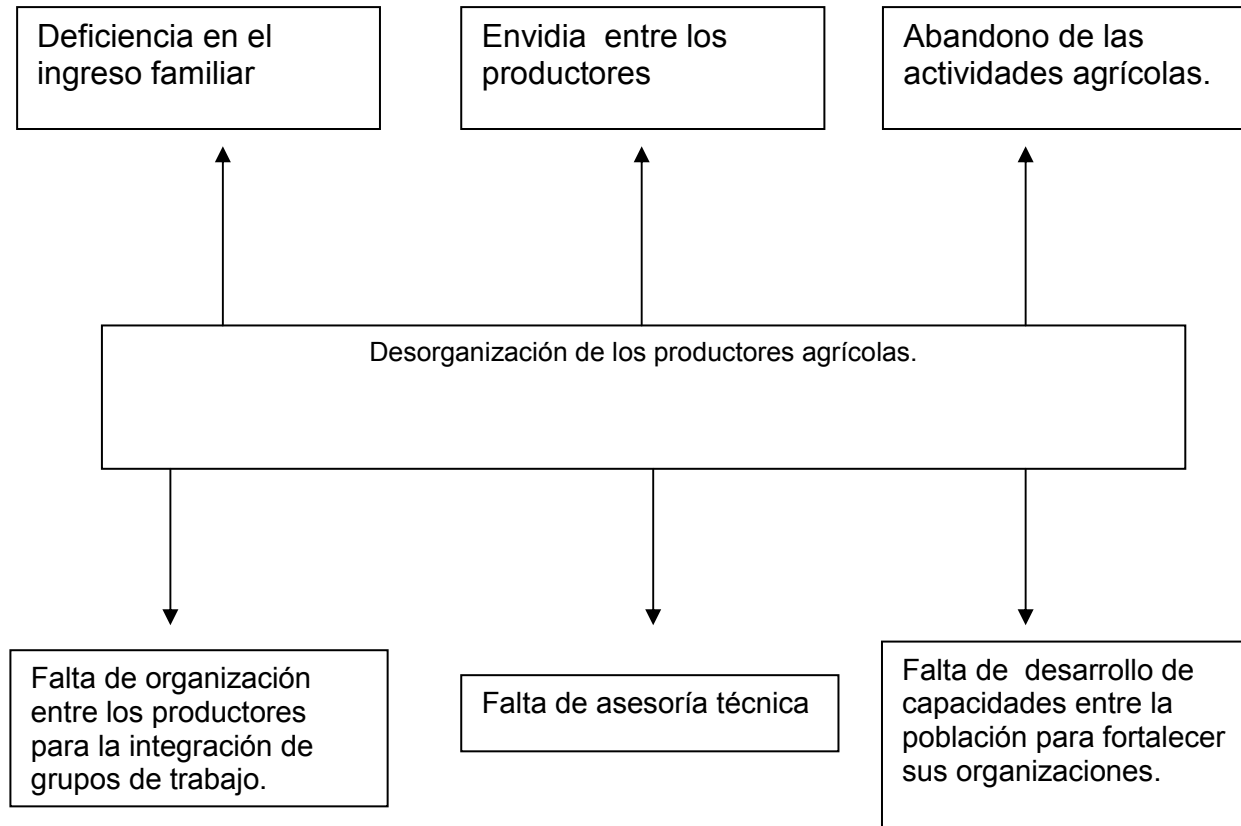 Deficiencia en el
ingreso familiar
Envidia  entre los
productores
Abandono de las
actividades agrícolas.
Desorganización de los productores agrícolas.
Falta de organización
entre los productores
para la integración de
grupos de trabajo.
Falta de asesoría técnica
Falta de  desarrollo de
capacidades entre la
población para fortalecer
sus organizaciones.